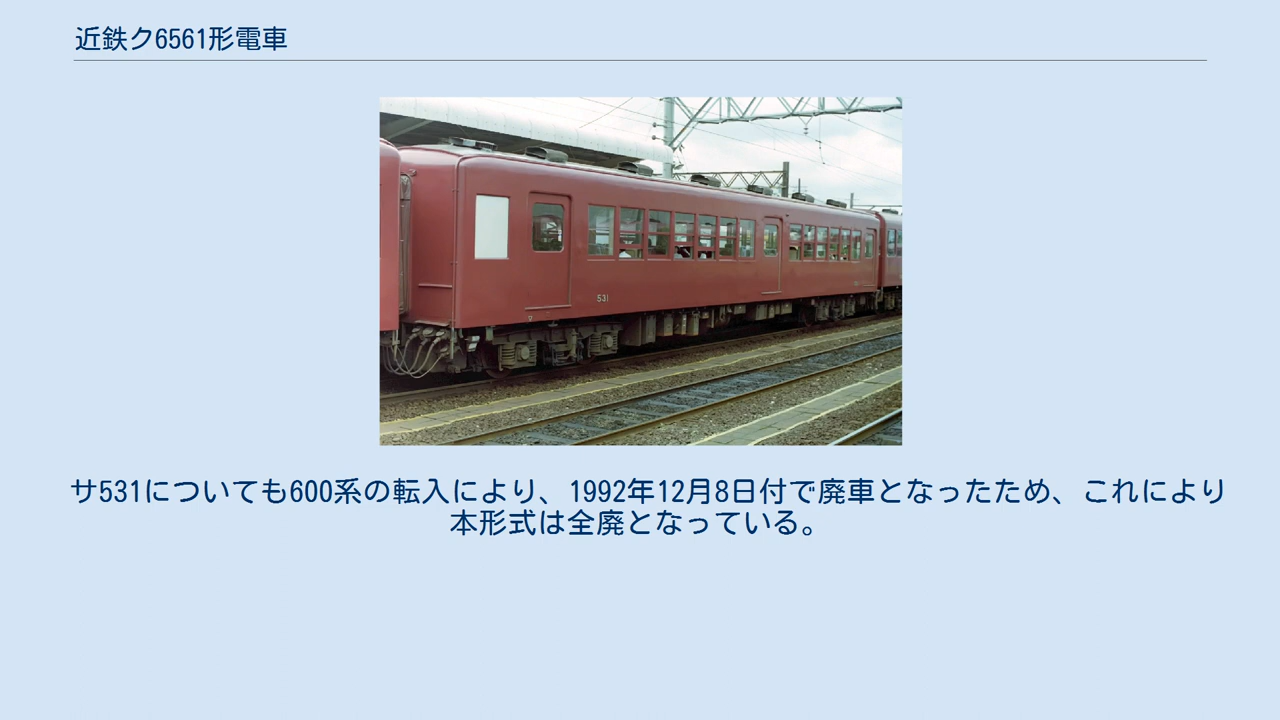 近鉄ク6561形電車
531
サ531についても600系の転入により、1992年12月8日付で廃車となったため、これにより
本形式は全廃となっている。